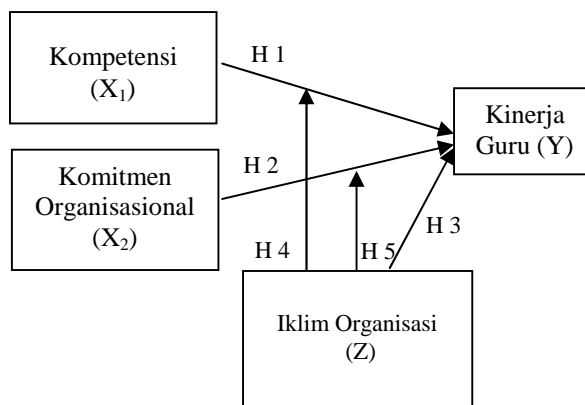 Kompetensi
(X₁)
H 1
Kinerja
Guru (Y)
Komitmen
Organisasional
(X₂)
H 2
H 3
H 4
H 5
Iklim Organisasi
(Z)